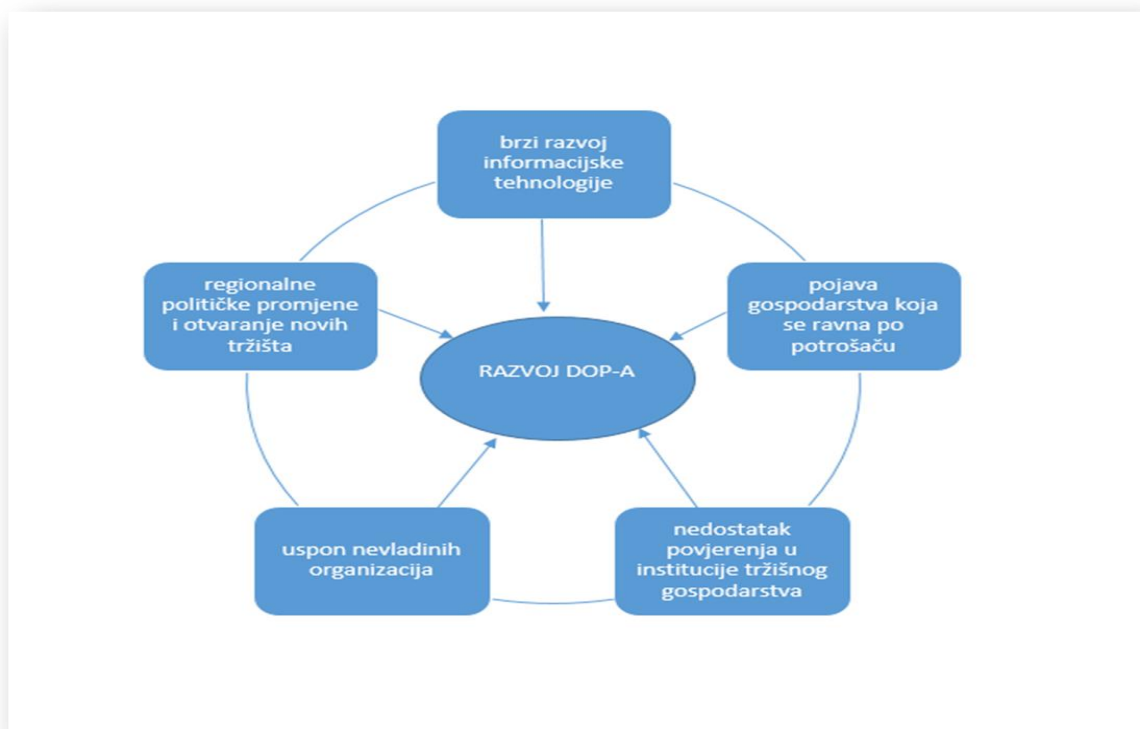 brzi razvoj
informacijske
tehnologije
regionalne
političke promjene
i otvaranje novih
tržišta
pojava
gospodarstva koja
se ravna po
potrošaču
RAZVOJ DOP-A
uspon nevladinih
organizacija
nedostatak
povjerenja u
institucije tržišnog
gospodarstva